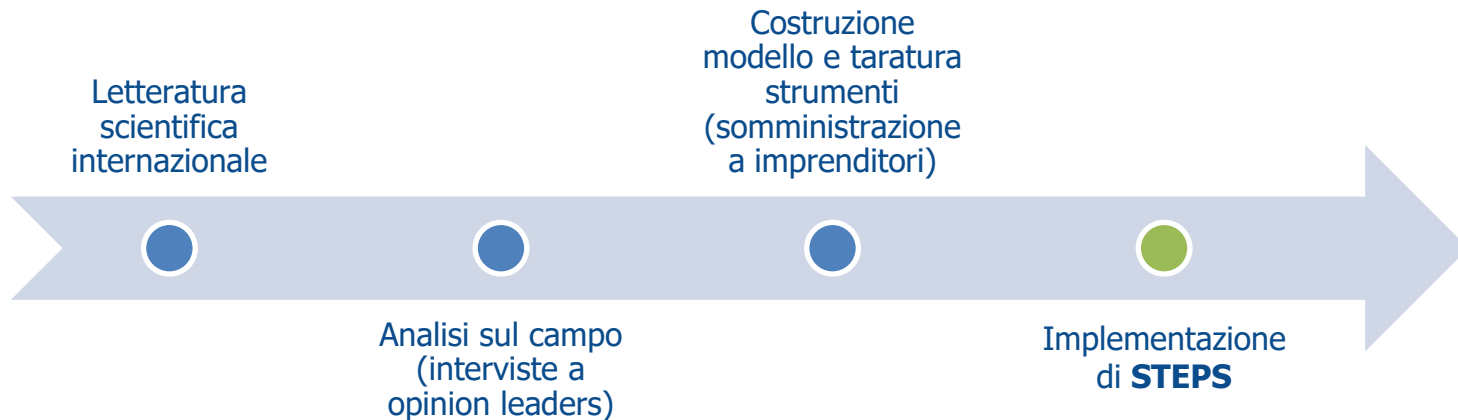 Letteratura
scientifica
internazionale
Analisi sul campo
(interviste a
opinion leaders)
Costruzione
modello e taratura
strumenti
(somministrazione
a imprenditori)
Implementazione
di STEPS